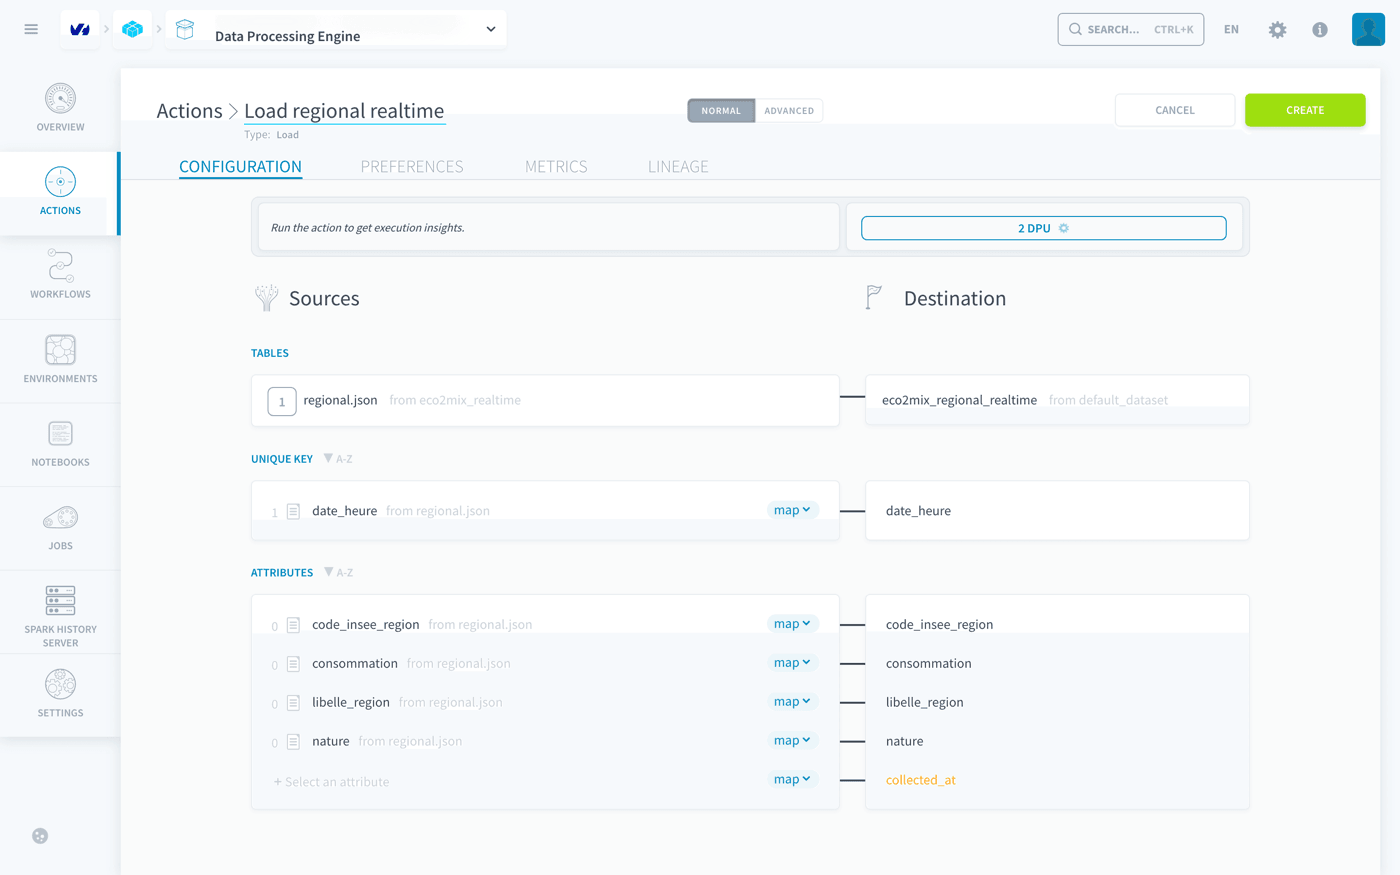 Data Processing Engine
SEARCH... CTRL+K
EN
OVERVIEW
ACTIONS
WORKFLOWS
ENVIRONMENTS
NOTEBOOKS
JOBS
SPARK HISTORY
SERVER
SETTINGS
Actions > Load regional realtime
Type: Load
NORMAL ADVANCED
CANCEL
CREATE
CONFIGURATION PREFERENCES METRICS LINEAGE
Run the action to get execution insights.
2 DPU
Sources
Destination
TABLES
1 regional.json from eco2mix_realtime
eco2mix_regional_realtime from default_dataset
UNIQUE KEY ▼ A-Z
1 date_heure from regional.json map
date_heure
ATTRIBUTES ▼ A-Z
0 code_insee_region from regional.json map
code_insee_region
0 consommation from regional.json map
consommation
0 libelle_region from regional.json map
libelle_region
0 nature from regional.json map
nature
+ Select an attribute map
collected_at